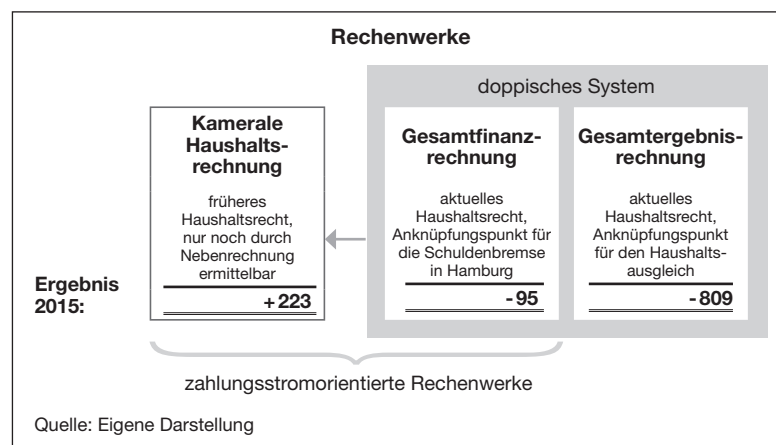 Rechenwerke
doppisches System
Kamerale
Haushalts-
rechnung
früheres
Haushaltsrecht,
nur noch durch
Nebenrechnung
ermittelbar
Gesamtfinanz-
rechnung
aktuelles
Haushaltsrecht,
Anknüpfungspunkt für
die Schuldenbremse
in Hamburg
Gesamtergebnis-
rechnung
aktuelles
Haushaltsrecht,
Anknüpfungspunkt
für den Haushalts-
ausgleich
Ergebnis
2015:
+ 223
- 95
- 809
zahlungsstromorientierte Rechenwerke
Quelle: Eigene Darstellung